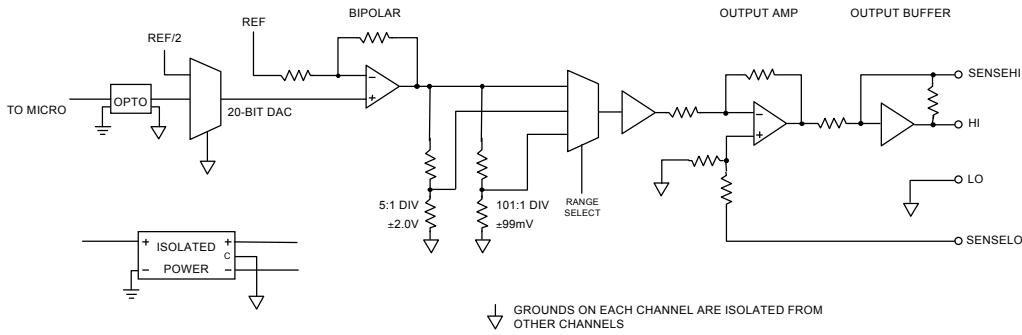 REF
BIPOLAR
OUTPUT AMP
OUTPUT BUFFER
REF/2
SENSEHI
OPTO
TO MICRO
20-BIT DAC
HI
LO
5:1 DIV
±2.0V
101:1 DIV
±99mV
RANGE
SELECT
SENSELO
+ ISOLATED +
C
- POWER -
GROUNDS ON EACH CHANNEL ARE ISOLATED FROM
OTHER CHANNELS